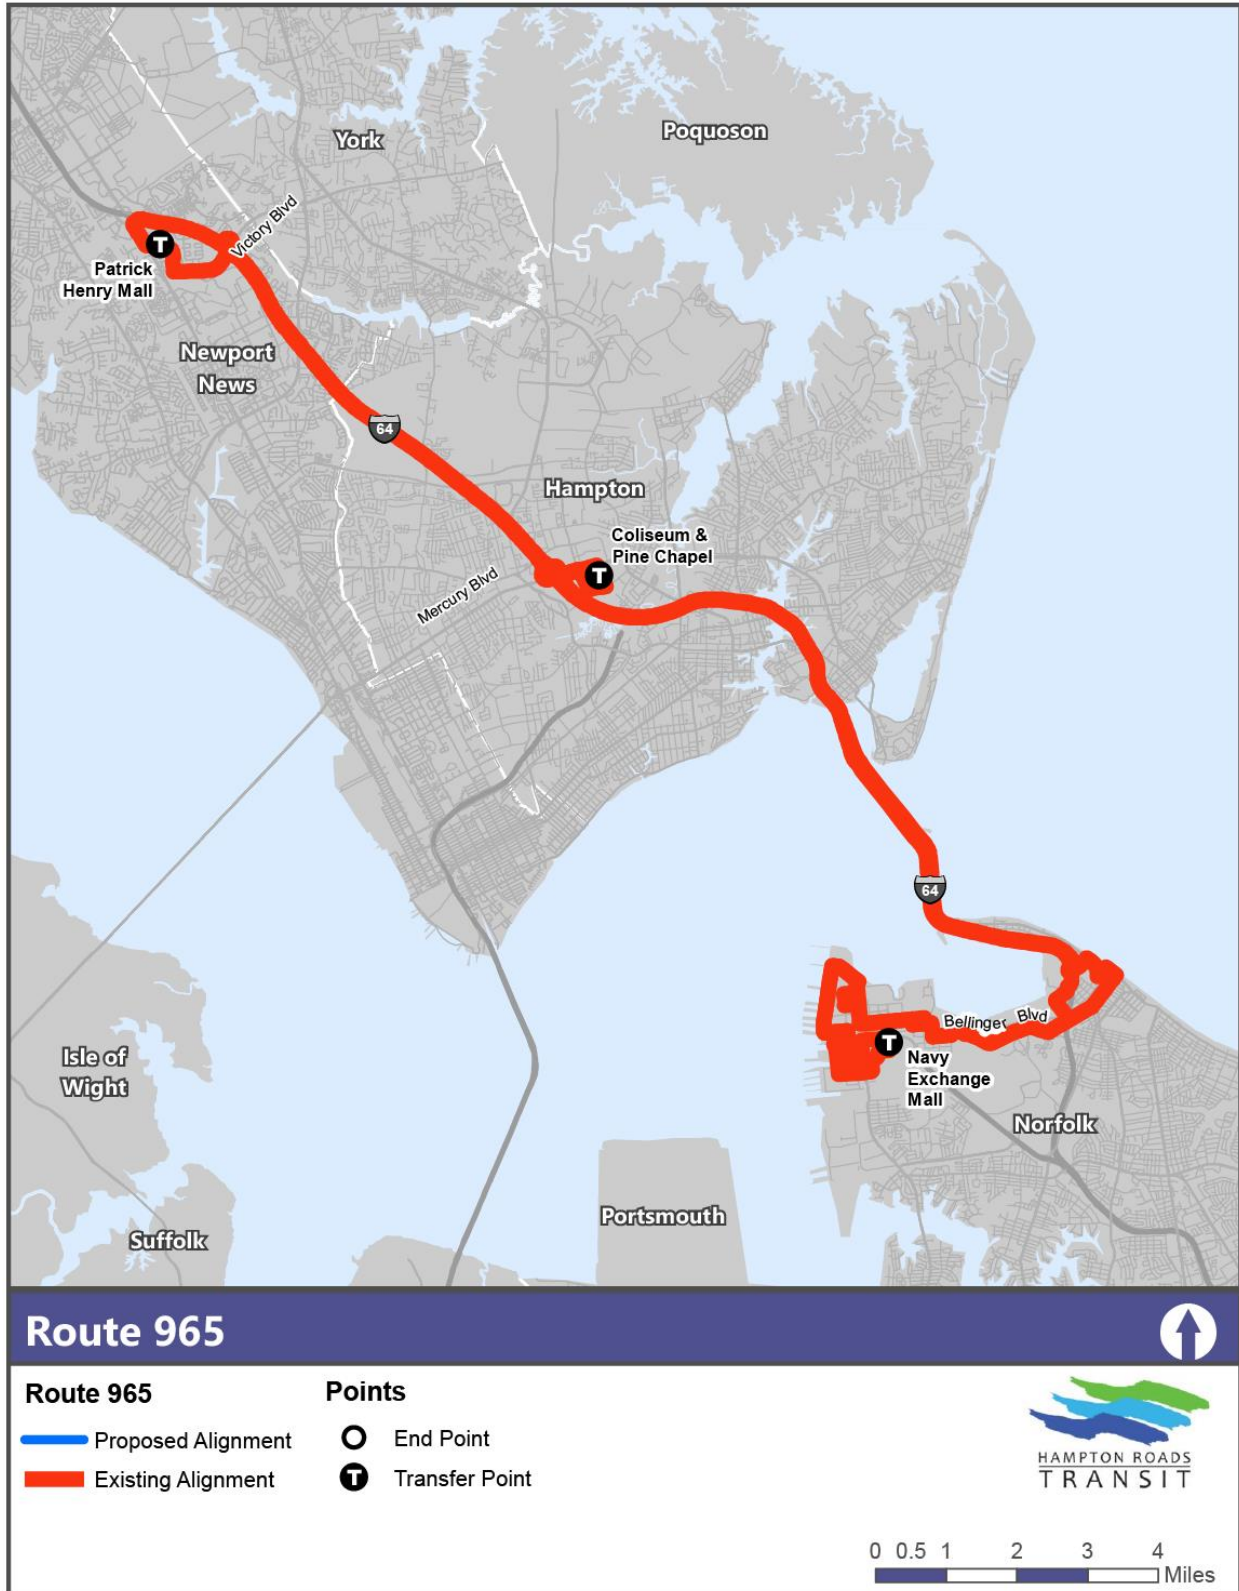 York
Poquoson
Victory Blvd
T
Patrick
Henry Mall
Newport
News
64
Hampton
Coliseum &
Pine Chapel
T
Mercury Blvd
64
Bellinger Blvd
T
Navy
Exchange
Mall
Isle of
Wight
Norfolk
Portsmouth
Suffolk
Route 965
Route 965
Proposed Alignment
Existing Alignment
Points
End Point
T Transfer Point
HAMPTON ROADS
TRANSIT
0 0.5 1 2 3 4
Miles